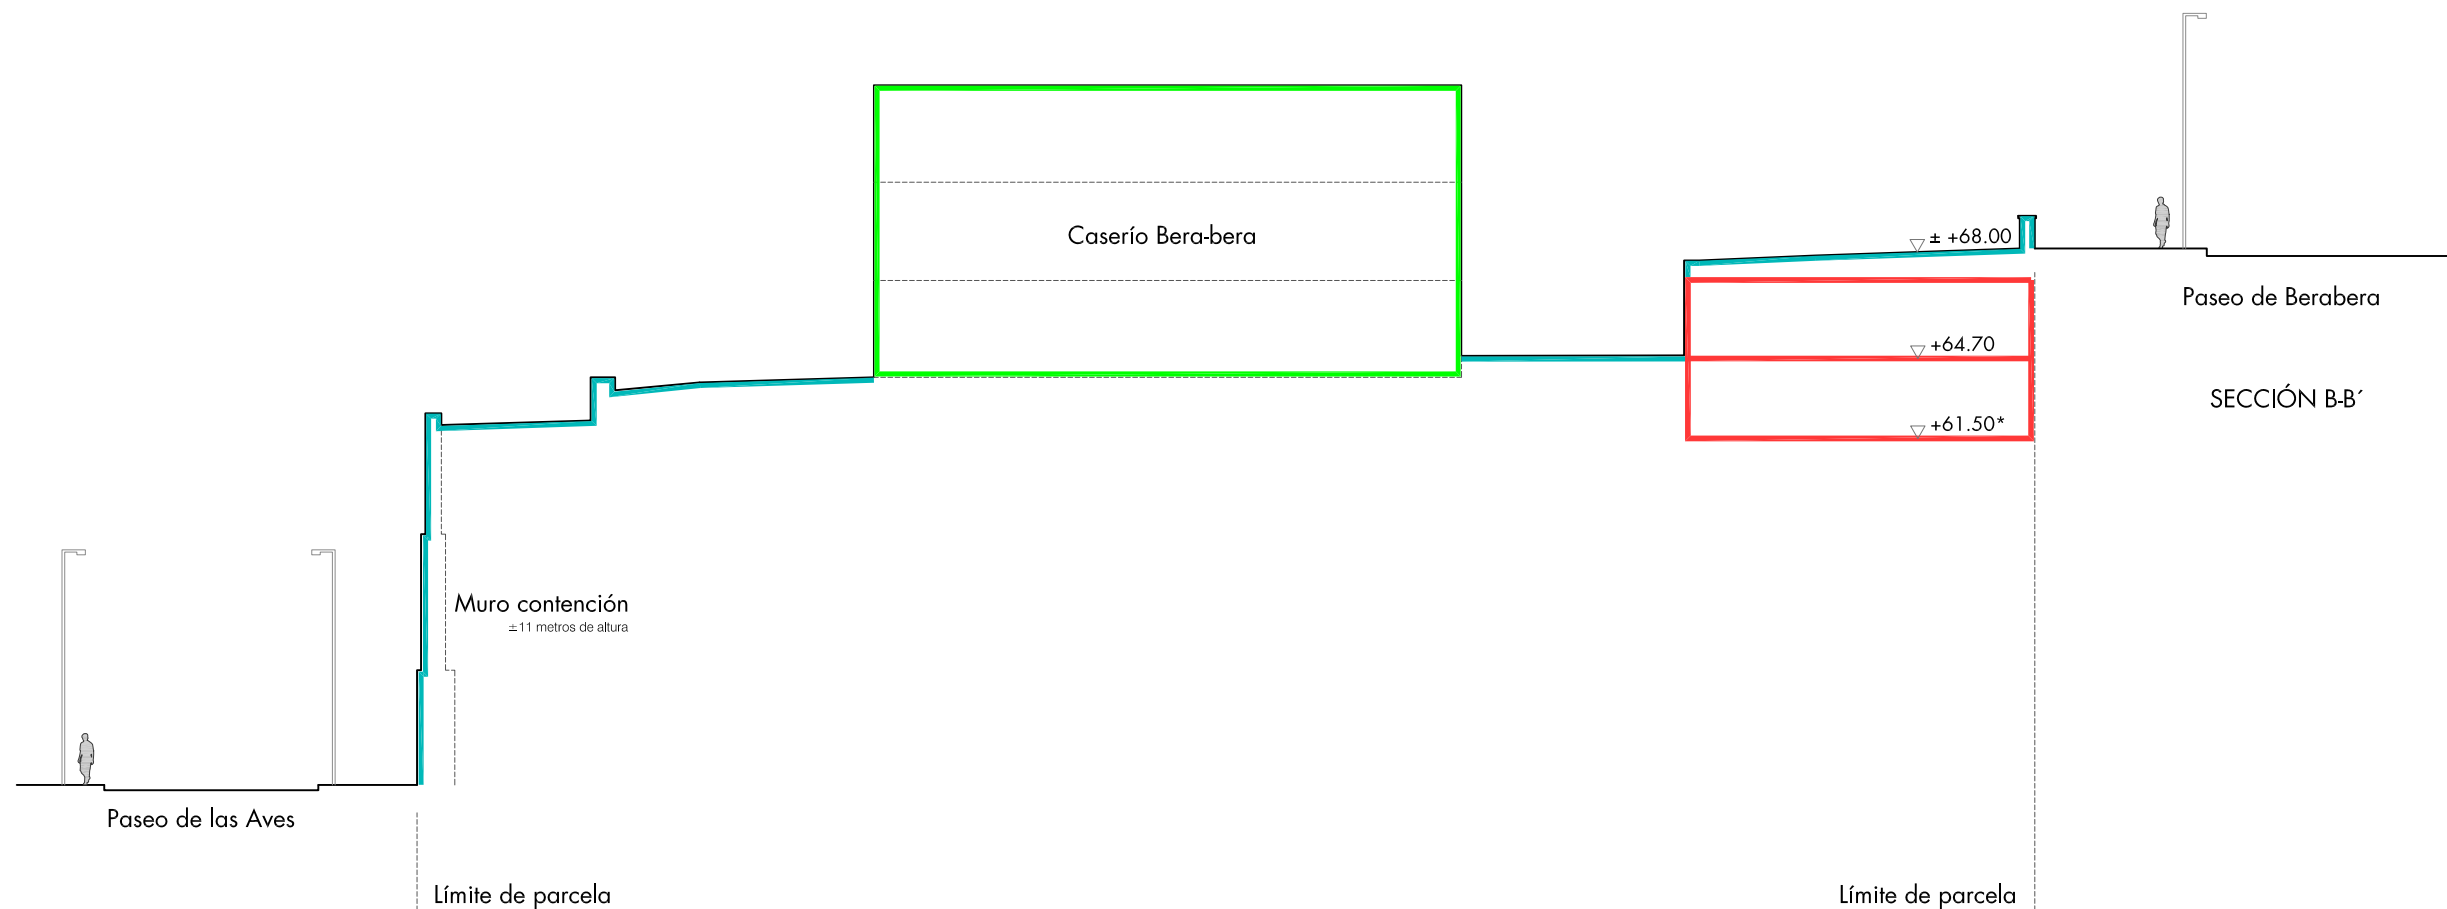 Caserío Bera-bera
± +68.00
Paseo de Berabera
+64.70
SECCIÓN B-B´
+61.50*
Muro contención
±11 metros de altura
Paseo de las Aves
Límite de parcela
Límite de parcela